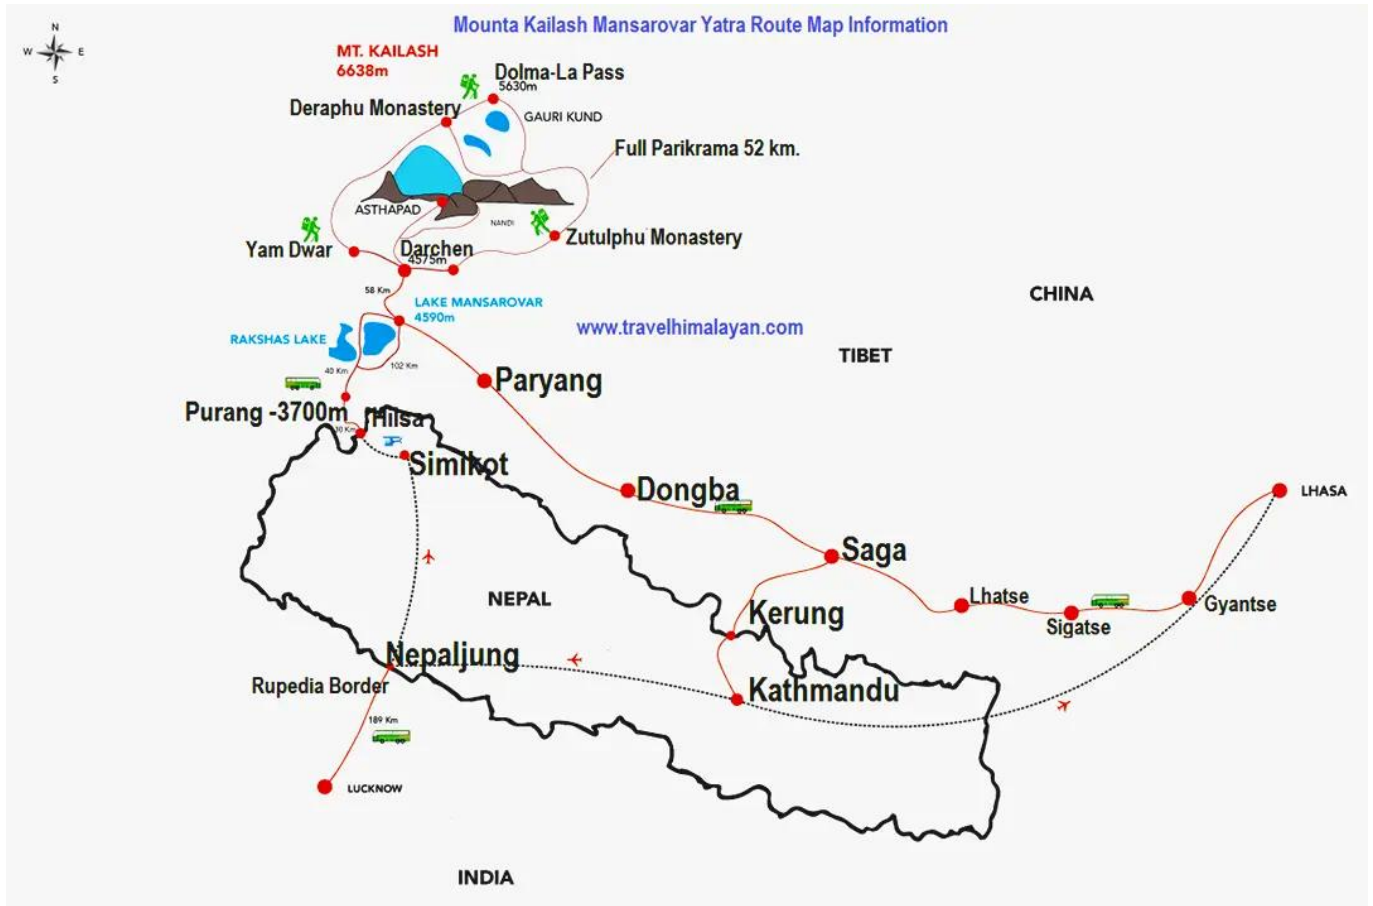 Mounta Kailash Mansarovar Yatra Route Map Information
N
W E
S
MT. KAILASH
6638m
Dolma-La Pass
5630m
Deraphu Monastery
GAURI KUND
Full Parikrama 52 km.
ASTHAPAD
NANDI
Yam Dwar
Darchen
4575m
Zutulphu Monastery
58 Km
LAKE MANSAROVAR
4590m
RAKSHAS LAKE
www.travelhimalayan.com
CHINA
TIBET
40 Km
102 Km
Paryang
Purang -3700m
Hilsa
30 Km
Simikot
Dongba
LHASA
Saga
NEPAL
Kerung
Lhatse
Sigatse
Gyantse
Nepaljung
Rupedia Border
Kathmandu
189 Km
LUCKNOW
INDIA